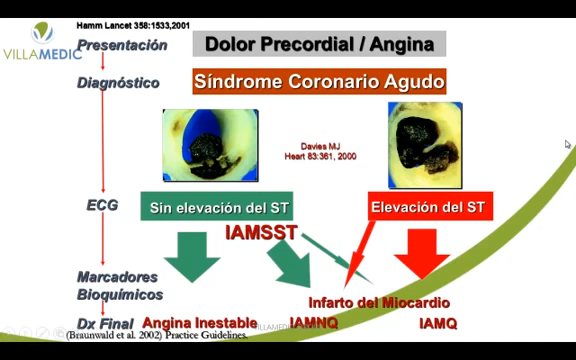 Hamm Lancet 358:1533,2001
VILLAMEDIC
Presentación
Dolor Precordial / Angina
Diagnóstico
Síndrome Coronario Agudo
Davies MJ
Heart 83:361, 2000
ECG
Sin elevación del ST
Elevación del ST
IAMSST
Marcadores
Bioquímicos
Infarto del Miocardio
Dx Final
Angina Inestable
IAMNQ
IAMQ
VILLAMEDIC
(Braunwald et al. 2002) Practice Guidelines.